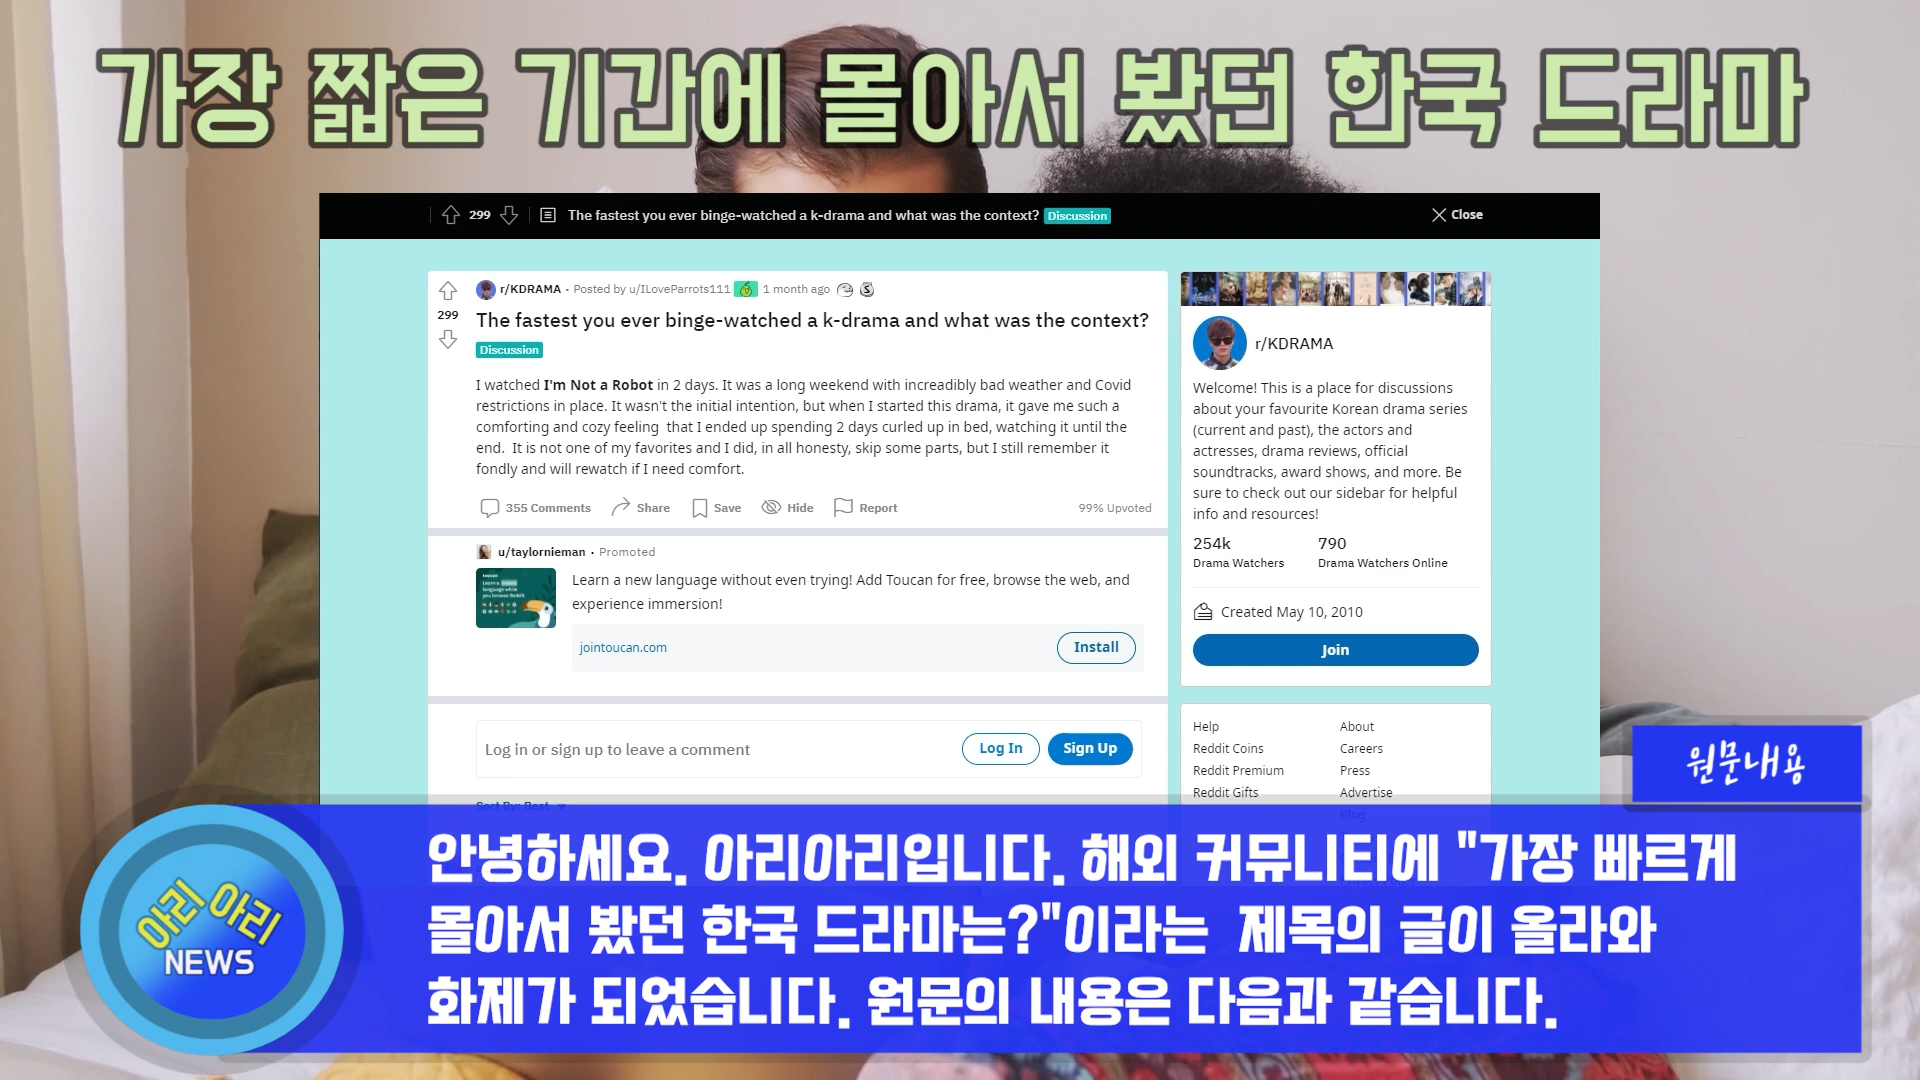 가장 짧은 기간에 몰아서 봤던 한국 드라마
299 The fastest you ever binge-watched a k-drama and what was the context? Discussion
Close
r/KDRAMA · Posted by u/ILoveParrots111 1 month ago
299
The fastest you ever binge-watched a k-drama and what was the context?
Discussion
I watched I'm Not a Robot in 2 days. It was a long weekend with increadibly bad weather and Covid
restrictions in place. It wasn't the initial intention, but when I started this drama, it gave me such a
comforting and cozy feeling that I ended up spending 2 days curled up in bed, watching it until the
end. It is not one of my favorites and I did, in all honesty, skip some parts, but I still remember it
fondly and will rewatch if I need comfort.
355 Comments Share Save Hide Report 99% Upvoted
u/taylornieman · Promoted
Learn a new language without even trying! Add Toucan for free, browse the web, and
experience immersion!
jointoucan.com
Install
Log in or sign up to leave a comment
Log In
Sign Up
Sort By: Best
r/KDRAMA
Welcome! This is a place for discussions
about your favourite Korean drama series
(current and past), the actors and
actresses, drama reviews, official
soundtracks, award shows, and more. Be
sure to check out our sidebar for helpful
info and resources!
254k 790
Drama Watchers Drama Watchers Online
Created May 10, 2010
Join
Help About
Reddit Coins Careers
Reddit Premium Press
Reddit Gifts Advertise
Blog
원문내용
아리 아리
NEWS
안녕하세요. 아리아리입니다. 해외 커뮤니티에 "가장 빠르게
몰아서 봤던 한국 드라마는?"이라는 제목의 글이 올라와
화제가 되었습니다. 원문의 내용은 다음과 같습니다.